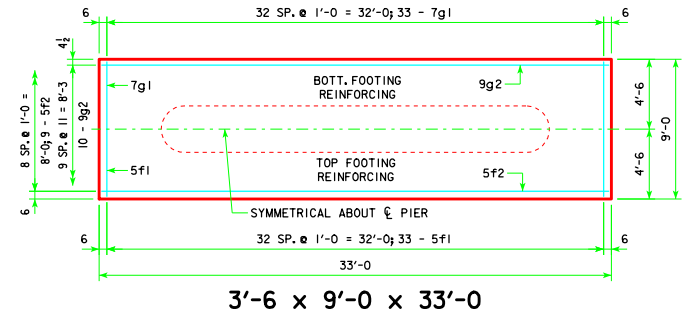 6
32 SP. @ 1'-0 = 32'-0; 33 - 7g1
6
4 1/2
7g1
BOTT. FOOTING
REINFORCING
9g2
8 SP. @ 1'-0 =
8'-0; 9 - 5f2
9 SP. @ 11 = 8'-3
10 - 9g2
4'-6
9'-0
4'-6
5f1
TOP FOOTING
REINFORCING
5f2
6
SYMMETRICAL ABOUT ℄ PIER
6
32 SP. @ 1'-0 = 32'-0; 33 - 5f1
6
33'-0
3'-6 x 9'-0 x 33'-0